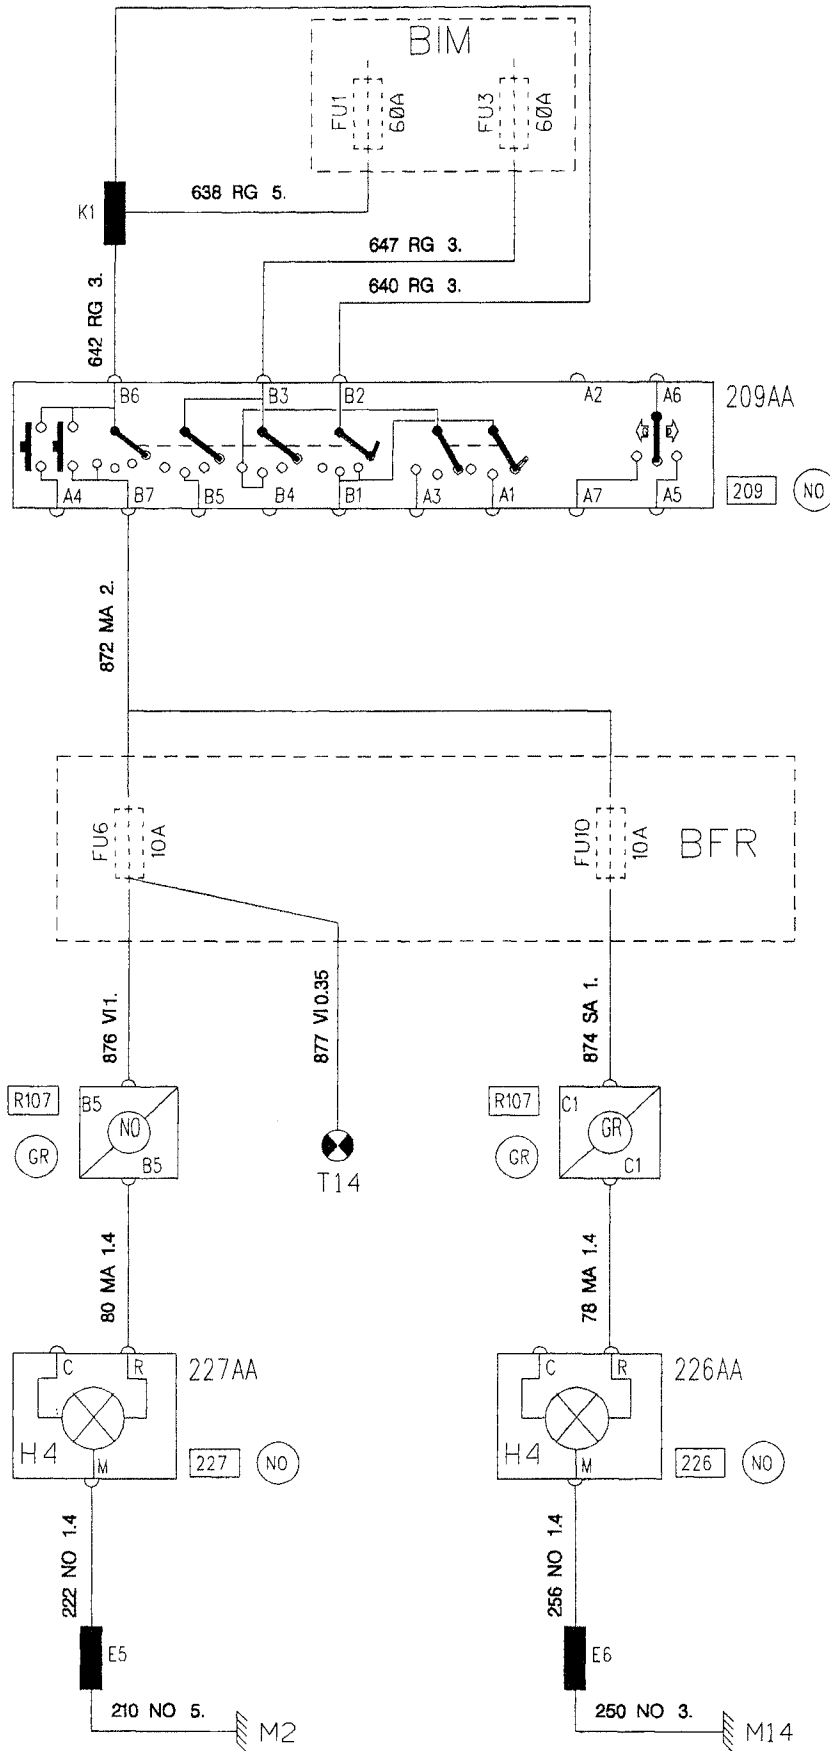 BIM
FU1
60A
FU3
60A
638 RG 5.
K1
647 RG 3.
640 RG 3.
642 RG 3.
B6
B3
B2
A2
A6
209AA
A4
B7
B5
B4
B1
A3
A1
A7
A5
209
NO
872 MA 2.
FU6
10A
FU10
10A
BFR
876 VI 1.
877 VI 0.35
874 SA 1.
R107
B5
NO
GR
B5
T14
R107
C1
GR
GR
C1
80 MA 1.4
78 MA 1.4
C
R
227AA
H4
M
227
NO
C
R
226AA
H4
M
226
NO
222 NO 1.4
256 NO 1.4
E5
E6
210 NO 5.
M2
250 NO 3.
M14